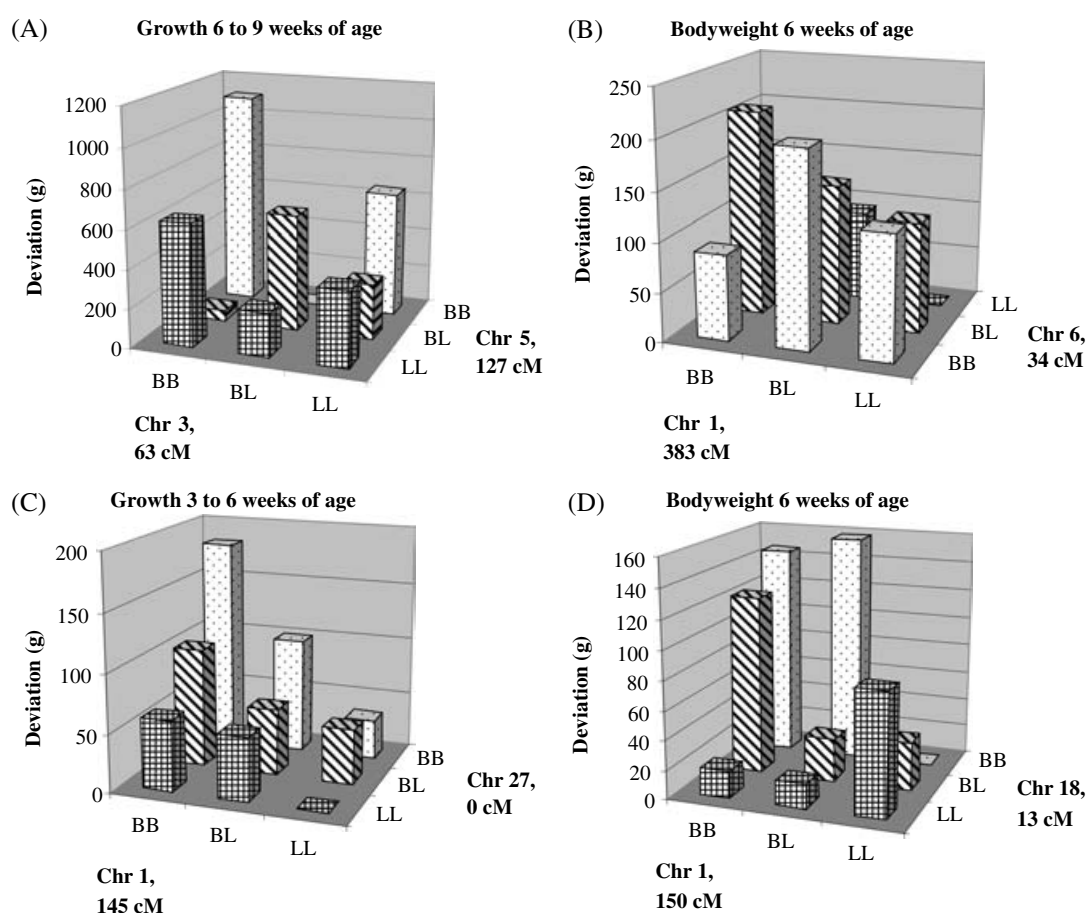 (A)
Growth 6 to 9 weeks of age
1200
1000
800
600
400
200
0
Deviation (g)
BB
BL
LL
BB
BL
LL
Chr 5,
127 cM
Chr 3,
63 cM
(B)
Bodyweight 6 weeks of age
250
200
150
100
50
0
Deviation (g)
BB
BL
LL
LL
BL
BB
Chr 6,
34 cM
Chr 1,
383 cM
(C)
Growth 3 to 6 weeks of age
200
150
100
50
0
Deviation (g)
BB
BL
LL
BB
BL
LL
Chr 27,
0 cM
Chr 1,
145 cM
(D)
Bodyweight 6 weeks of age
160
140
120
100
80
60
40
20
0
Deviation (g)
BB
BL
LL
BB
BL
LL
Chr 18,
13 cM
Chr 1,
150 cM